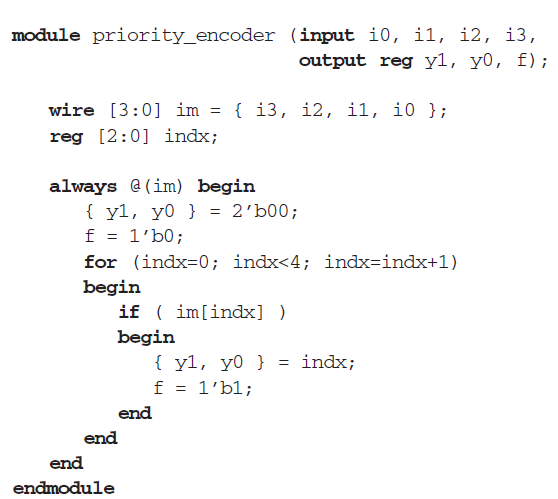 module priority_encoder (input i0, i1, i2, i3,
output reg y1, y0, f);
wire [3:0] im = { i3, i2, i1, i0 };
reg [2:0] indx;
always @(im) begin
{ y1, y0 } = 2'b00;
f = 1'b0;
for (indx=0; indx<4; indx=indx+1)
begin
if ( im[indx] )
begin
{ y1, y0 } = indx;
f = 1'b1;
end
end
end
endmodule